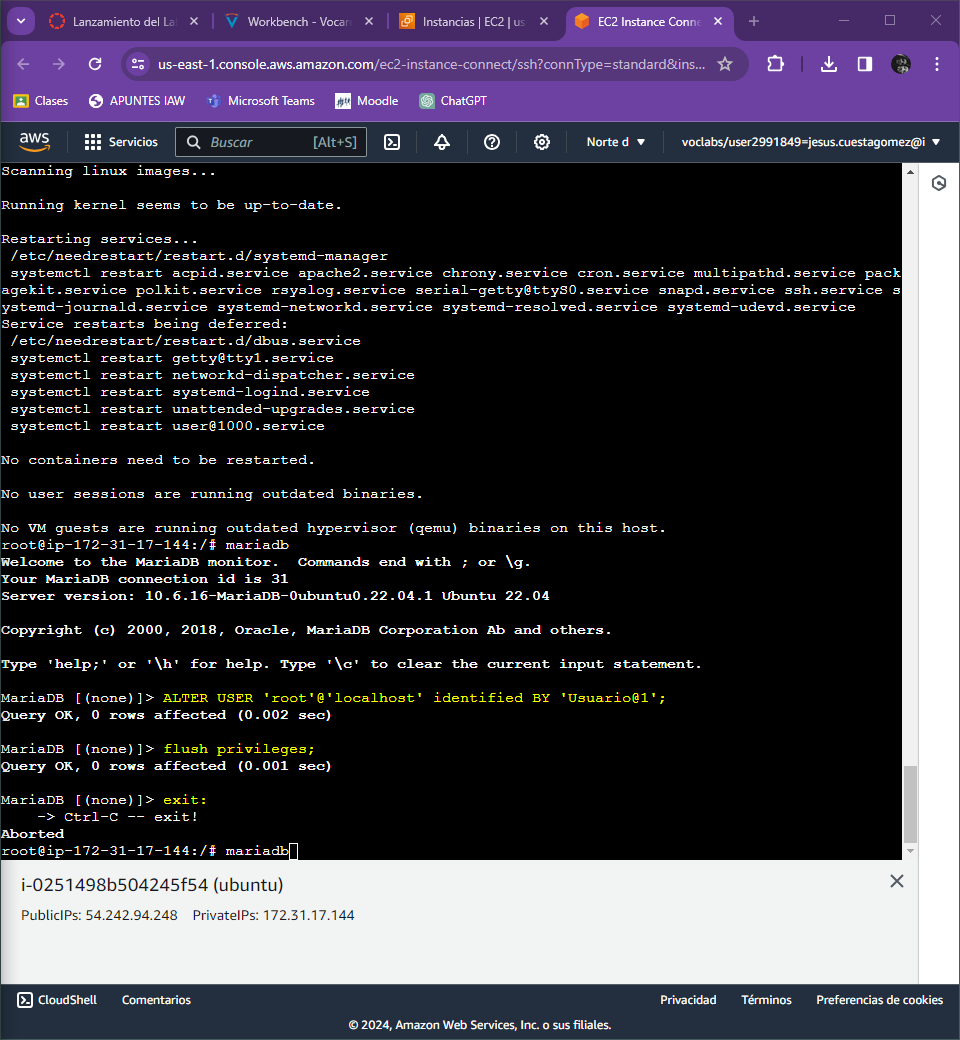 Lanzamiento del La
Workbench - Vocar
Instancias | EC2 | us
EC2 Instance Conne
us-east-1.console.aws.amazon.com/ec2-instance-connect/ssh?connType=standard&ins...
Clases
APUNTES IAW
Microsoft Teams
Moodle
ChatGPT
aws
Servicios
Buscar
[Alt+S]
Norte d
voclabs/user2991849=jesus.cuestagomez@i
Scanning linux images...
Running kernel seems to be up-to-date.
Restarting services...
/etc/needrestart/restart.d/systemd-manager
systemctl restart acpid.service apache2.service chrony.service cron.service multipathd.service pack
agekit.service polkit.service rsyslog.service serial-getty@ttyS0.service snapd.service ssh.service s
ystemd-journald.service systemd-networkd.service systemd-resolved.service systemd-udevd.service
Service restarts being deferred:
/etc/needrestart/restart.d/dbus.service
systemctl restart getty@tty1.service
systemctl restart networkd-dispatcher.service
systemctl restart systemd-logind.service
systemctl restart unattended-upgrades.service
systemctl restart user@1000.service
No containers need to be restarted.
No user sessions are running outdated binaries.
No VM guests are running outdated hypervisor (qemu) binaries on this host.
root@ip-172-31-17-144:/# mariadb
Welcome to the MariaDB monitor.  Commands end with ; or \g.
Your MariaDB connection id is 31
Server version: 10.6.16-MariaDB-0ubuntu0.22.04.1 Ubuntu 22.04
Copyright (c) 2000, 2018, Oracle, MariaDB Corporation Ab and others.
Type 'help;' or '\h' for help. Type '\c' to clear the current input statement.
MariaDB [(none)]> ALTER USER 'root'@'localhost' identified BY 'Usuario@1';
Query OK, 0 rows affected (0.002 sec)
MariaDB [(none)]> flush privileges;
Query OK, 0 rows affected (0.001 sec)
MariaDB [(none)]> exit:
-> Ctrl-C -- exit!
Aborted
root@ip-172-31-17-144:/# mariadb
i-0251498b504245f54 (ubuntu)
PublicIPs: 54.242.94.248 PrivateIPs: 172.31.17.144
CloudShell
Comentarios
Privacidad
Términos
Preferencias de cookies
© 2024, Amazon Web Services, Inc. o sus filiales.